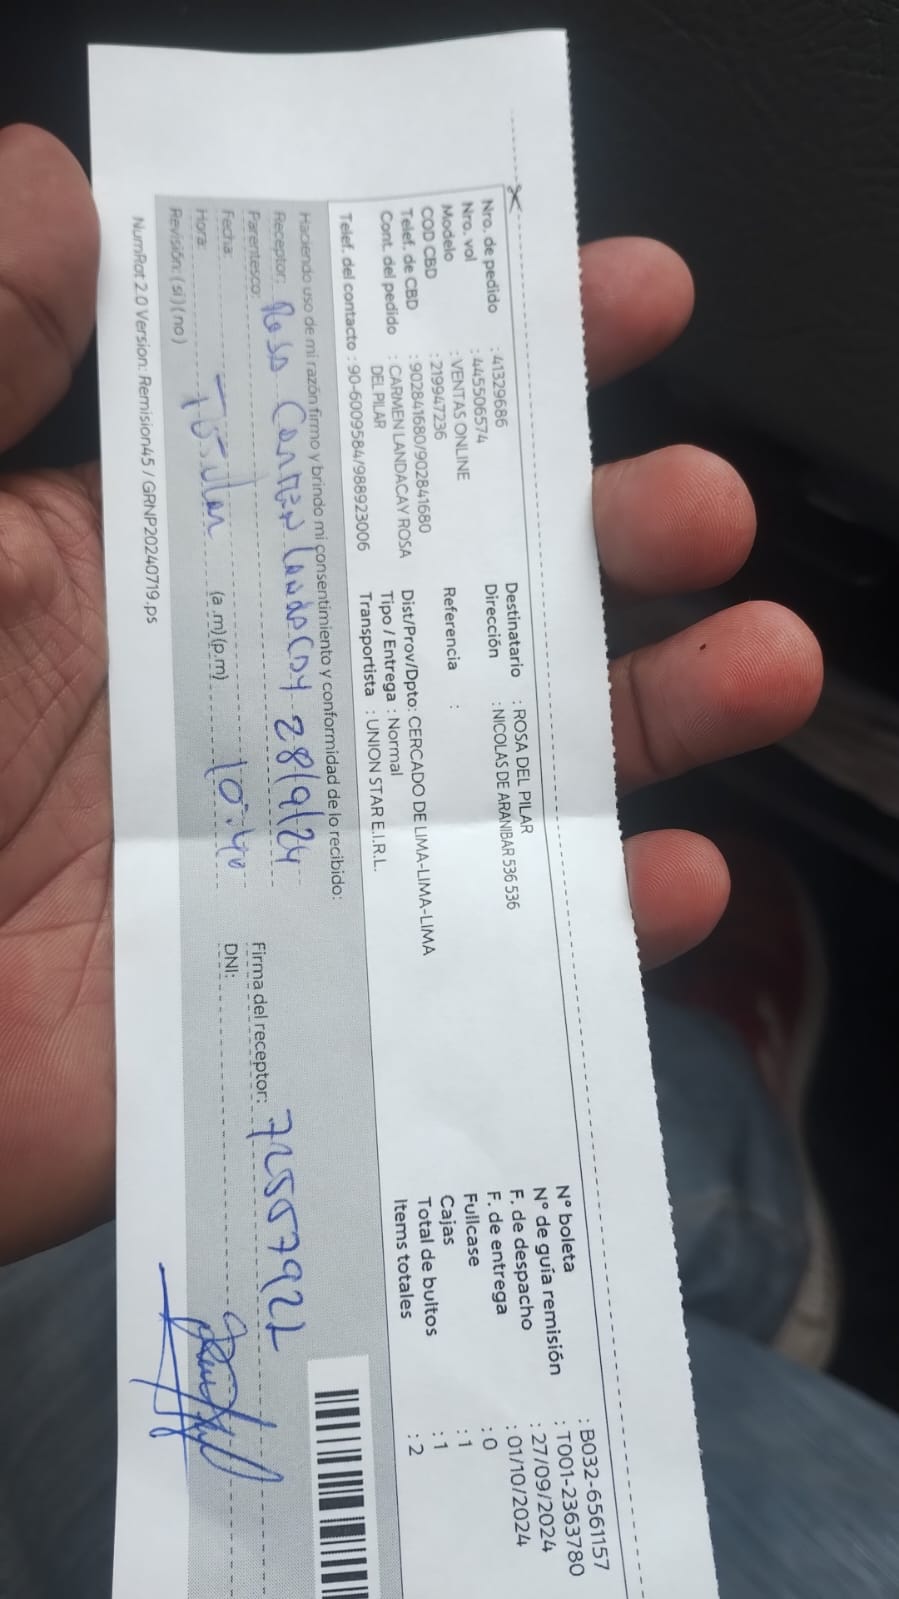 Nro. de pedido : 41329686
Nro. vol : 445506574
Modelo : VENTAS ONLINE
COD CBD : 219947236
Telef. de CBD : 902841680/902841680
Cont. del pedido : CARMEN LANDACAY ROSA
DEL PILAR
Telef. del contacto : 90-6009584/988923006
Destinatario : ROSA DEL PILAR
Dirección : NICOLAS DE ARANIBAR 536 536
Referencia :
Dist/Prov/Dpto: CERCADO DE LIMA-LIMA-LIMA
Tipo / Entrega : Normal
Transportista : UNION STAR E.I.R.L.
N° boleta : B032-6561157
N° de guía remisión : T001-2363780
F. de despacho : 27/09/2024
F. de entrega : 01/10/2024
Fullcase : 0
Cajas : 1
Total de bultos : 1
Items totales : 2
Haciendo uso de mi razón firmo y brindo mi consentimiento y conformidad de lo recibido:
Receptor: Rosa Carmen Landacay 28/9/24
Parentesco:
Fecha: Titular 10:40
Hora: (a.m)(p.m)
Revisión: (si)(no)
Firma del receptor: 72557922
DNI:
NumRot 2.0 Version: Remision45 / GRNP20240719.ps